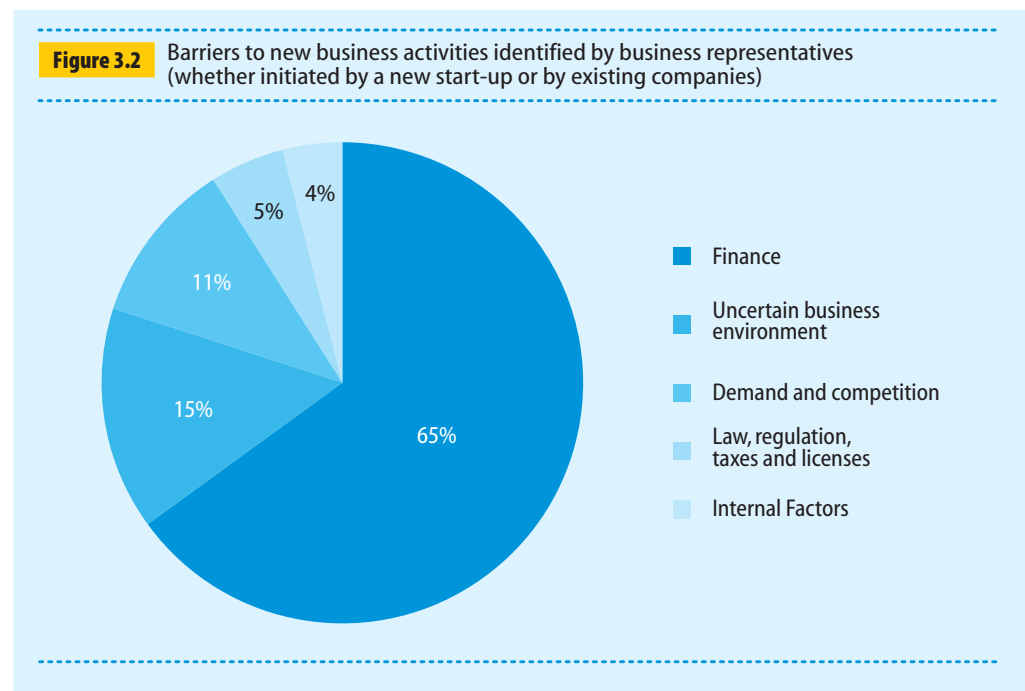 Figure 3.2
Barriers to new business activities identified by business representatives
(whether initiated by a new start-up or by existing companies)
4%
5%
11%
15%
65%
Finance
Uncertain business
environment
Demand and competition
Law, regulation,
taxes and licenses
Internal Factors